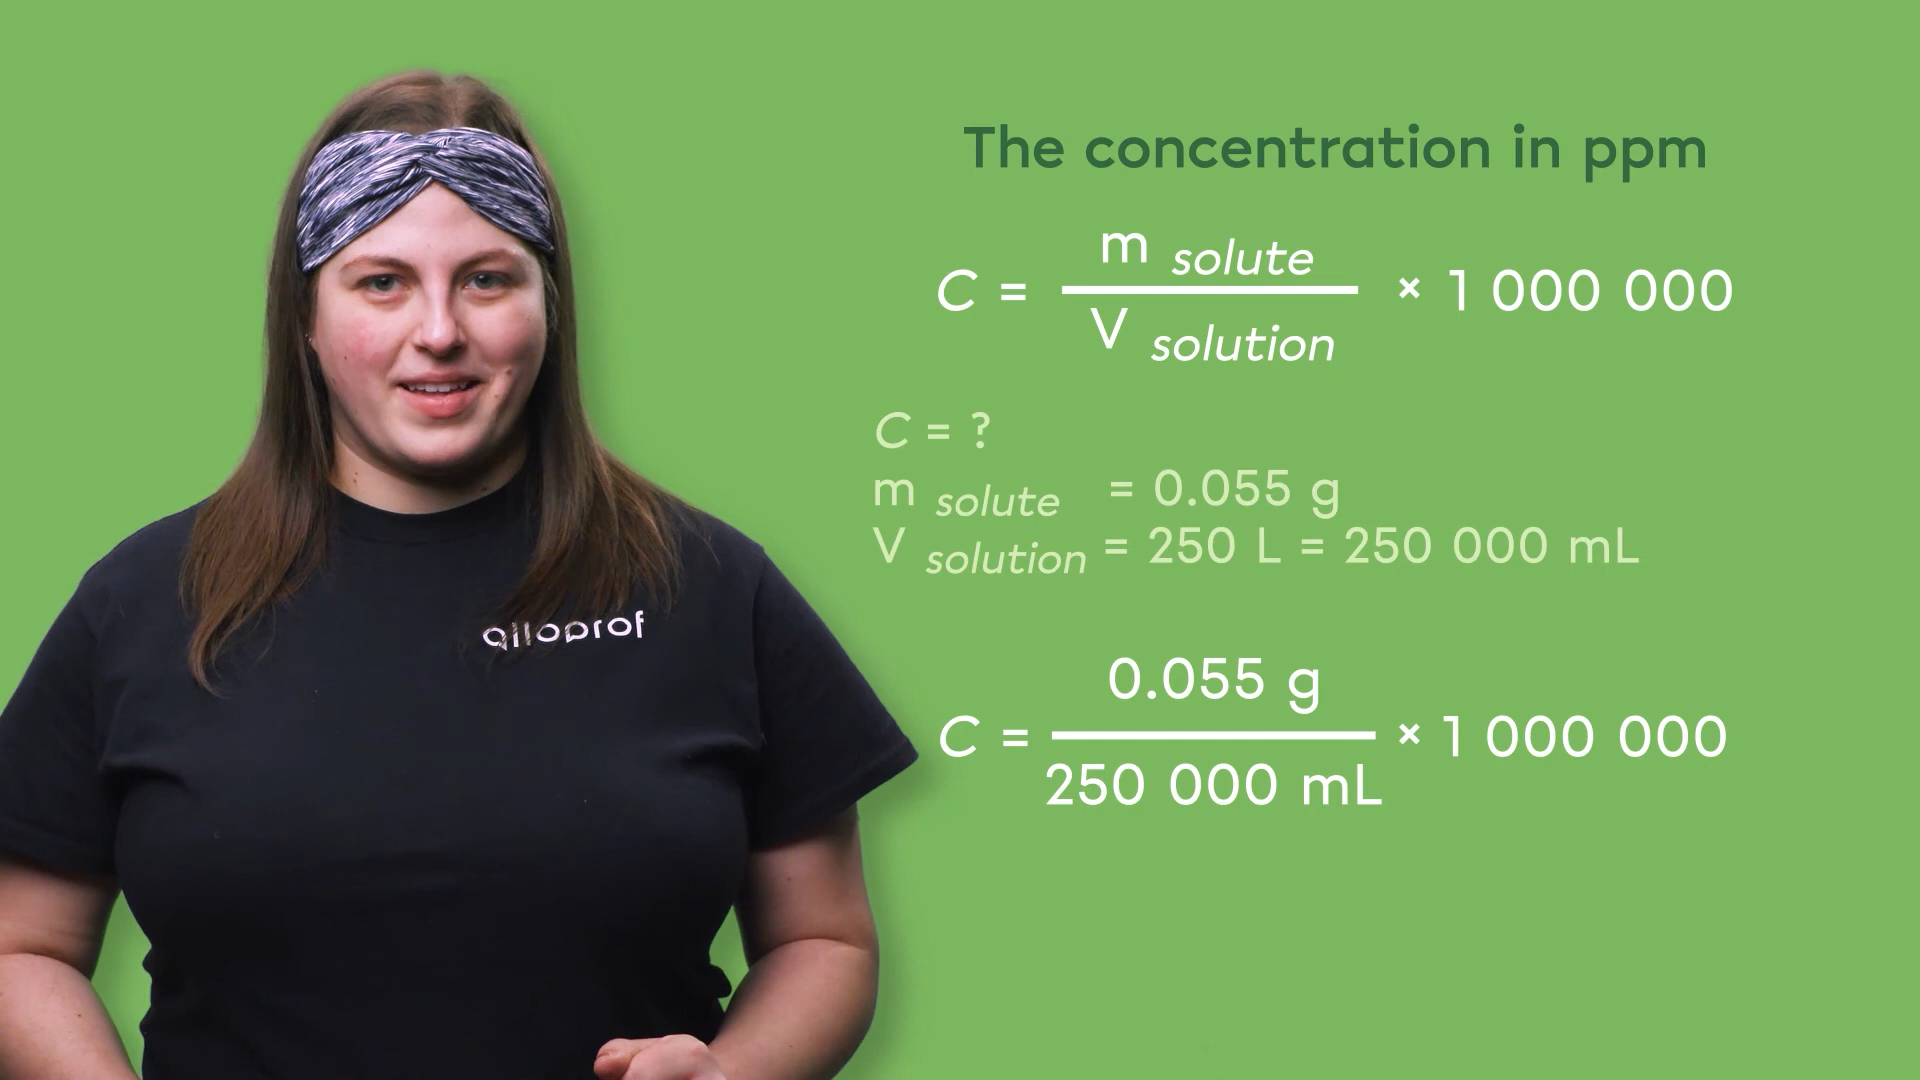 alloprof
The concentration in ppm
C = m solute / V solution × 1 000 000
C = ?
m solute = 0.055 g
V solution = 250 L = 250 000 mL
C = 0.055 g / 250 000 mL × 1 000 000